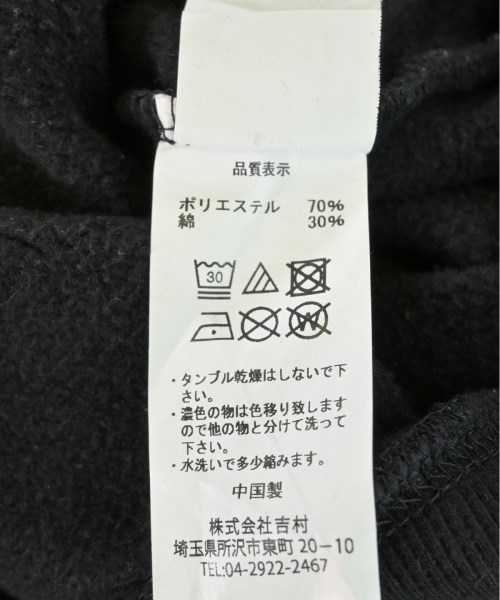 品質表示
ポリエステル 70%
綿 30%
30
W
・タンブル乾燥はしないで下
さい。
・濃色の物は色移り致します
ので他の物と分けて洗って
下さい。
・水洗いで多少縮みます。
中国製
株式会社吉村
埼玉県所沢市東町 20-10
TEL:04-2922-2467